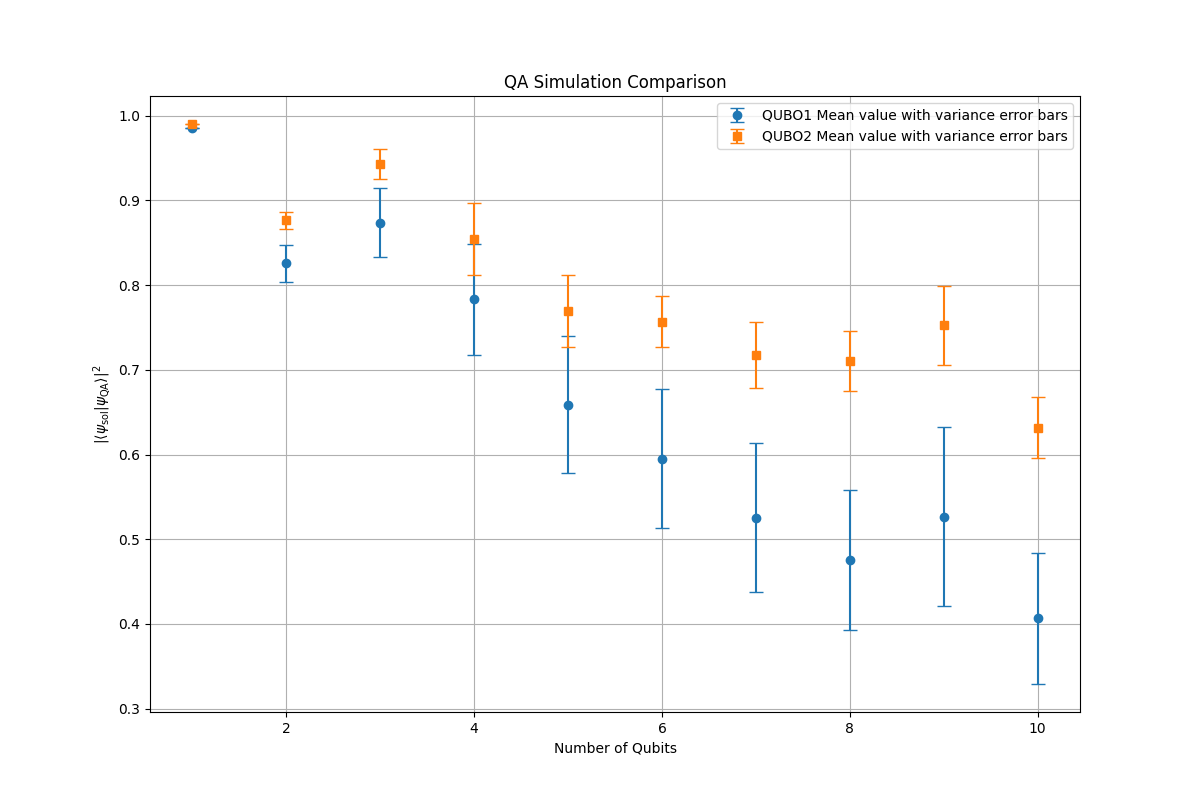 QA Simulation Comparison
QUBO1 Mean value with variance error bars
QUBO2 Mean value with variance error bars
1.0
0.9
0.8
0.7
0.6
0.5
0.4
0.3
|⟨ψ_sol|ψ_QA⟩|²
2 4 6 8 10
Number of Qubits